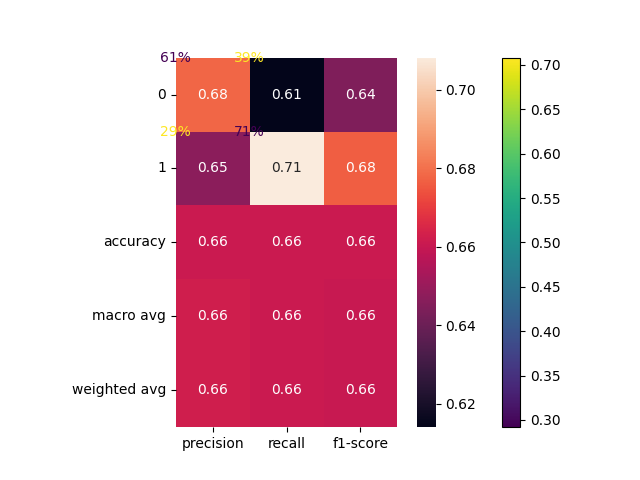 61% 39%
0 0.68 0.61 0.64
29% 71%
1 0.65 0.71 0.68
accuracy 0.66 0.66 0.66
macro avg 0.66 0.66 0.66
weighted avg 0.66 0.66 0.66
precision recall f1-score
0.70
0.68
0.66
0.64
0.62
0.70
0.65
0.60
0.55
0.50
0.45
0.40
0.35
0.30